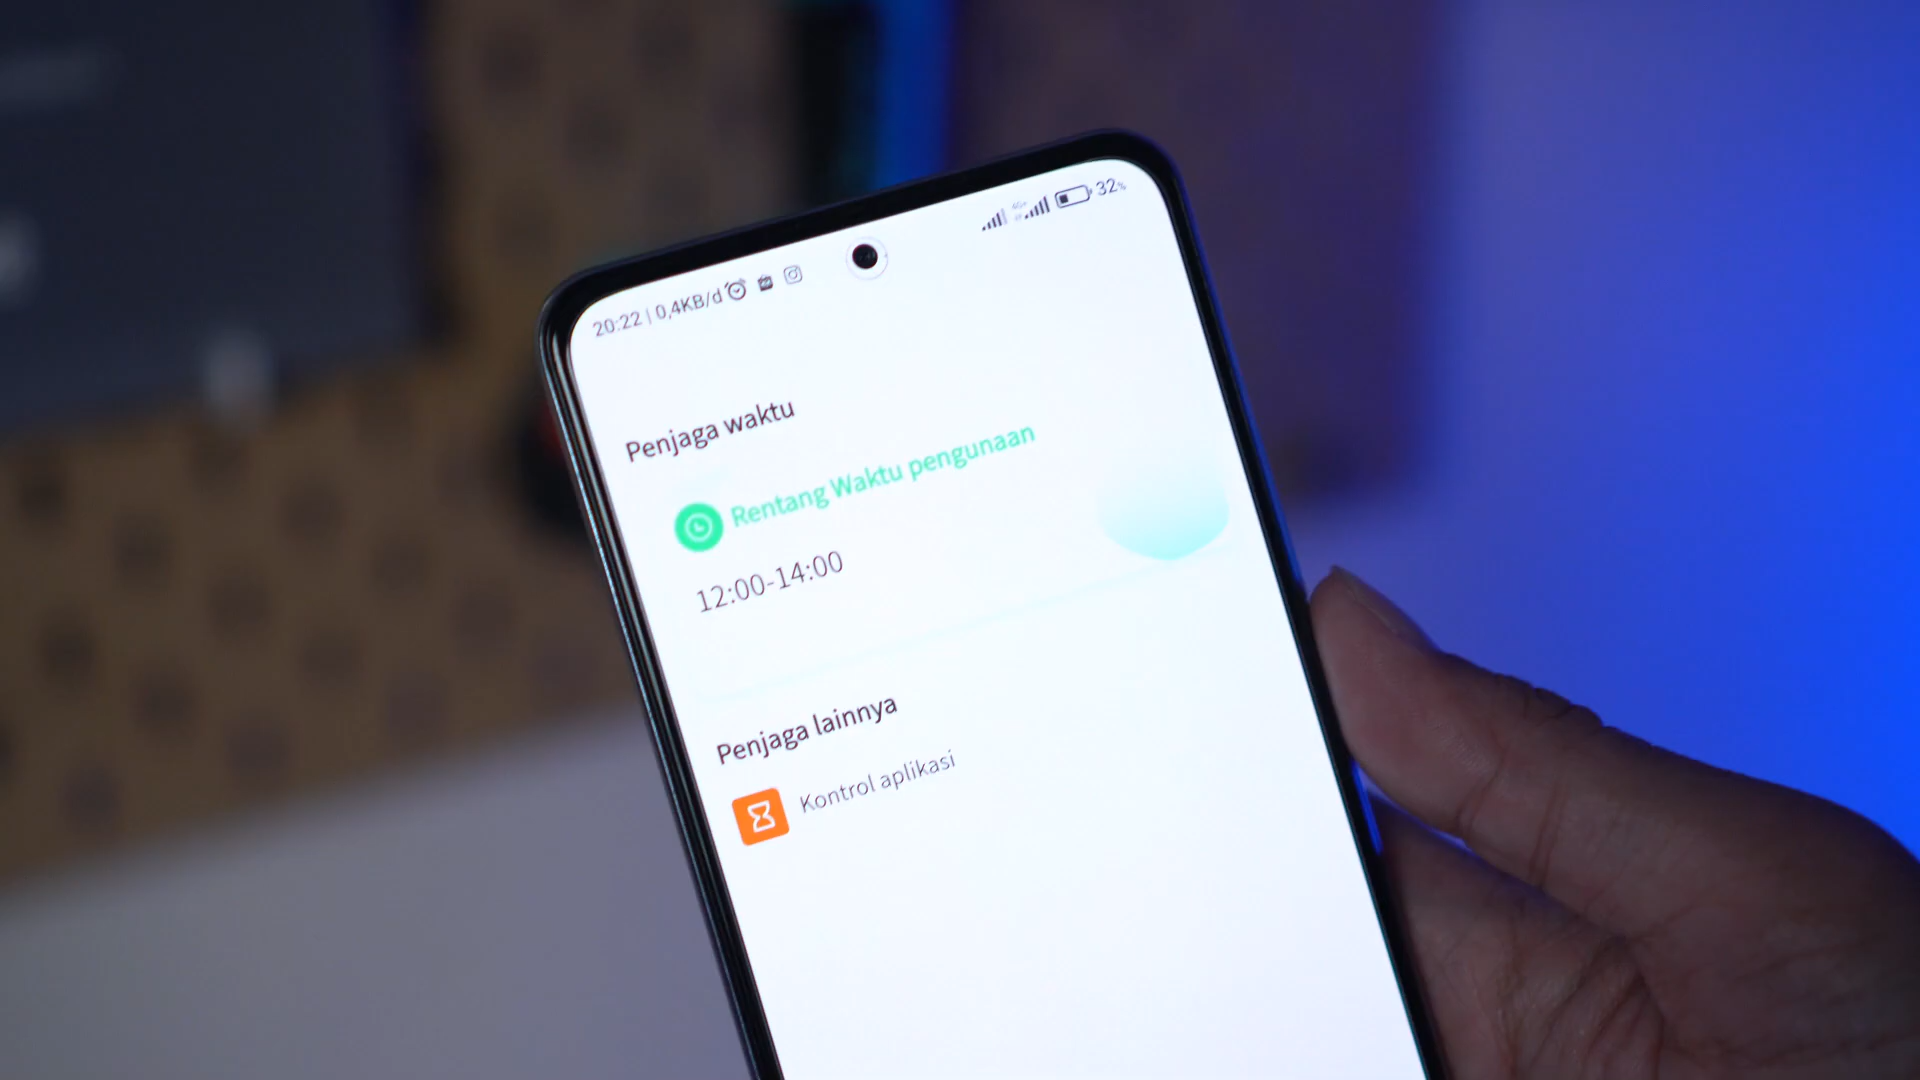 20:22 | 0,4KB/d
32%
Penjaga waktu
Rentang Waktu pengunaan
12:00-14:00
Penjaga lainnya
Kontrol aplikasi